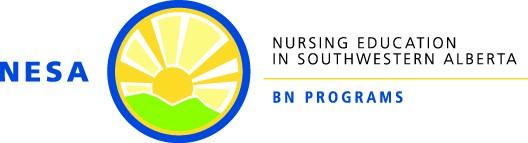 NESA
NURSING EDUCATION
IN SOUTHWESTERN ALBERTA
BN PROGRAMS